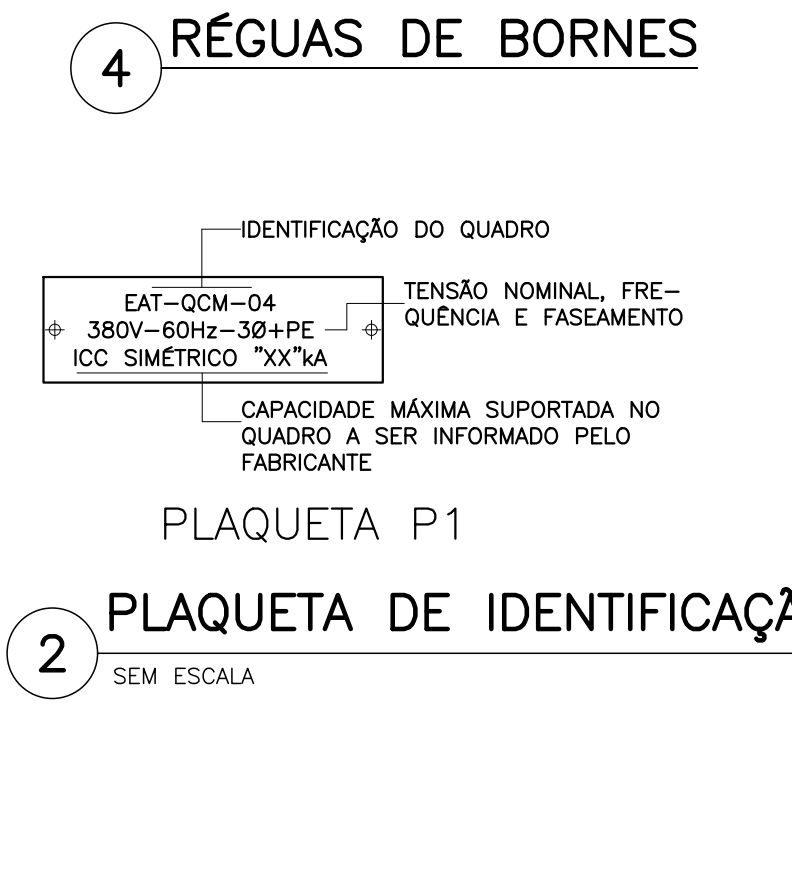 4
RÉGUAS DE BORNES
IDENTIFICAÇÃO DO QUADRO
EAT-QCM-04
380V-60Hz-3Ø+PE
ICC SIMÉTRICO "XX"kA
TENSÃO NOMINAL, FRE-
QUÊNCIA E FASEAMENTO
CAPACIDADE MÁXIMA SUPORTADA NO
QUADRO A SER INFORMADO PELO
FABRICANTE
PLAQUETA P1
2
PLAQUETA DE IDENTIFICAÇÃ
SEM ESCALA